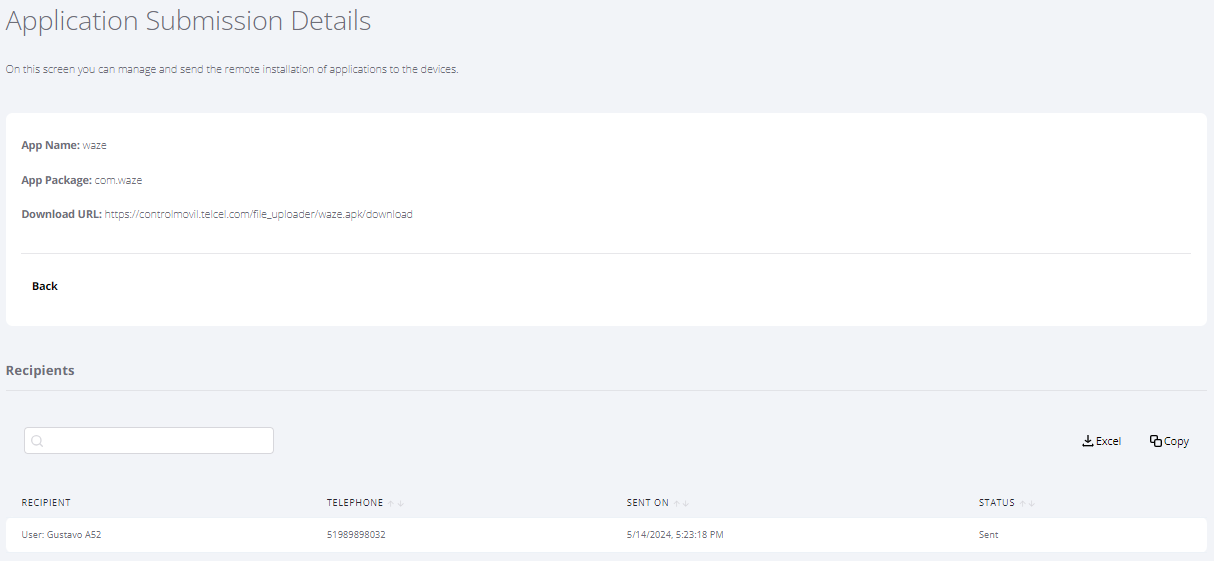 Application Submission Details
On this screen you can manage and send the remote installation of applications to the devices.
App Name: waze
App Package: com.waze
Download URL: https://controlmovil.telcel.com/file_uploader/waze.apk/download
Back
Recipients
Excel Copy
RECIPIENT TELEPHONE SENT ON STATUS
User: Gustavo A52 51989898032 5/14/2024, 5:23:18 PM Sent